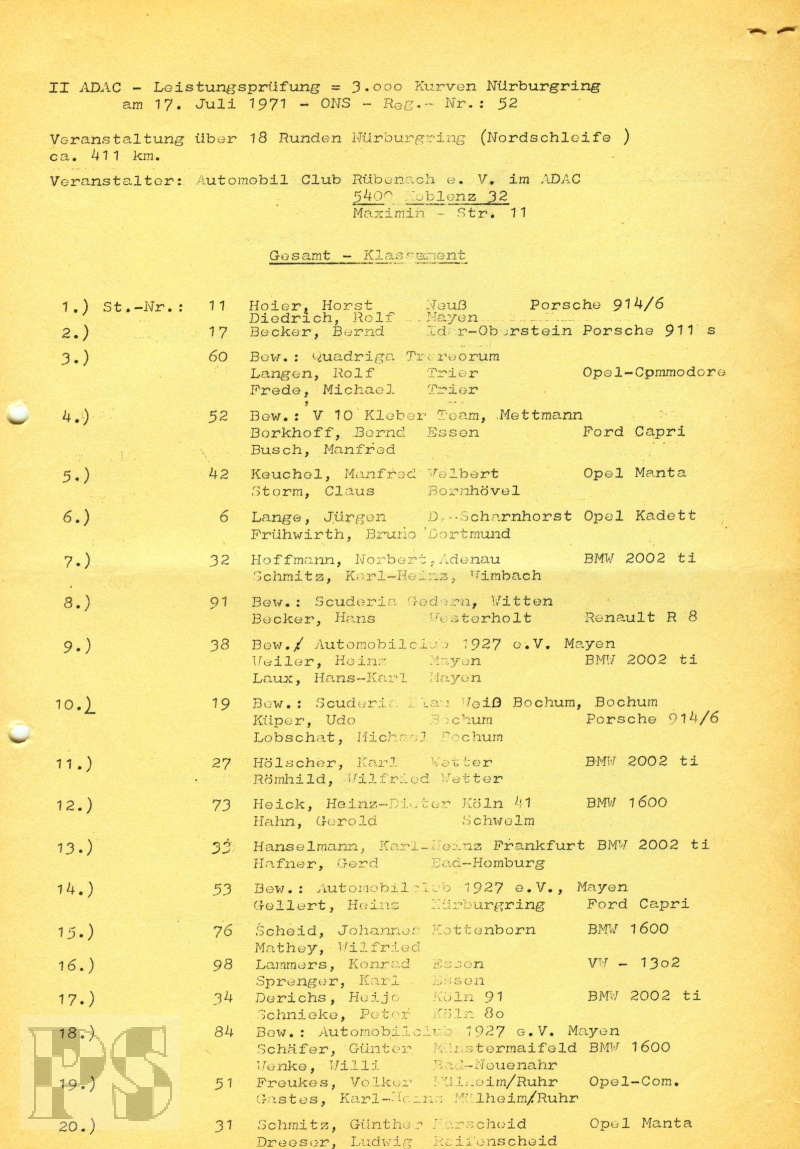 II ADAC - Leistungsprüfung = 3.000 Kurven Nürburgring
am 17. Juli 1971 - ONS - Reg.- Nr.: 52
Veranstaltung über 18 Runden Nürburgring (Nordschleife )
ca. 411 km.
Veranstalter: Automobil Club Rübenach e. V. im ADAC
5400 Koblenz 32
Maximin - Str. 11
Gesamt - Klassement
1.) St.-Nr.: 11 Hoier, Horst Neuß Porsche 914/6
Diedrich, Rolf Mayen
2.) 17 Becker, Bernd Idar-Oberstein Porsche 911 s
3.) 60 Bew.: Quadriga Treverorum
Langen, Rolf Trier Opel-Cpmmodore
Frede, Michael Trier
4.) 52 Bew.: V 10 Kleber Team, Mettmann
Borkhoff, Bernd Essen Ford Capri
Busch, Manfred
5.) 42 Keuchel, Manfred Velbert Opel Manta
Storm, Claus Bornhövel
6.) 6 Lange, Jürgen Do-Scharnhorst Opel Kadett
Frühwirth, Bruno Dortmund
7.) 32 Hoffmann, Norbert, Adenau BMW 2002 ti
Schmitz, Karl-Heinz, Wimbach
8.) 91 Bew.: Scuderia Gedern, Witten
Becker, Hans Westerholt Renault R 8
9.) 38 Bew./ Automobilclub 1927 e.V. Mayen
Weiler, Heinz Mayen BMW 2002 ti
Laux, Hans-Karl Mayen
10.) 19 Bew.: Scuderia Blau Weiß Bochum, Bochum
Küper, Udo Bochum Porsche 914/6
Lobschat, Michael Bochum
11.) 27 Hölscher, Karl Wetter BMW 2002 ti
Römhild, Wilfried Wetter
12.) 73 Heick, Heinz-Dieter Köln 41 BMW 1600
Hahn, Gerold Schwelm
13.) 33 Hanselmann, Karl-Heinz Frankfurt BMW 2002 ti
Hafner, Gerd Bad-Homburg
14.) 53 Bew.: Automobilclub 1927 e.V., Mayen
Gellert, Heinz Nürburgring Ford Capri
15.) 76 Scheid, Johannes Kottenborn BMW 1600
Mathey, Wilfried
16.) 98 Lammers, Konrad Essen VW - 13o2
Sprenger, Karl Essen
17.) 34 Derichs, Heijo Köln 91 BMW 2002 ti
Schnieke, Peter Köln 8o
18.) 84 Bew.: Automobilclub 1927 e.V. Mayen
Schäfer, Günter Münstermaifeld BMW 1600
Wenke, Willi Bad-Neuenahr
19.) 51 Freukes, Volker Mülheim/Ruhr Opel-Com.
Gastes, Karl-Heinz Mülheim/Ruhr
20.) 31 Schmitz, Günther Harscheid Opel Manta
Dreeser, Ludwig Reifenscheid
PS